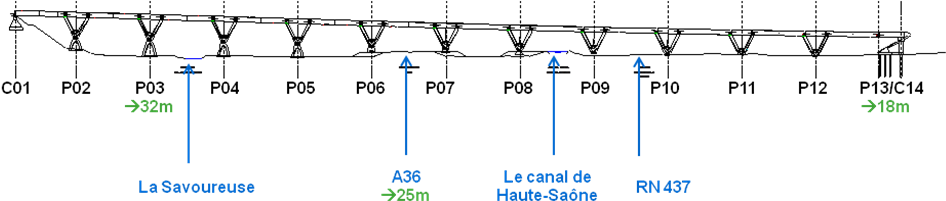 C01 P02 P03 P04 P05 P06 P07 P08 P09 P10 P11 P12 P13/C14
→32m →18m
La Savoureuse A36 Le canal de Haute-Saône RN 437
→25m